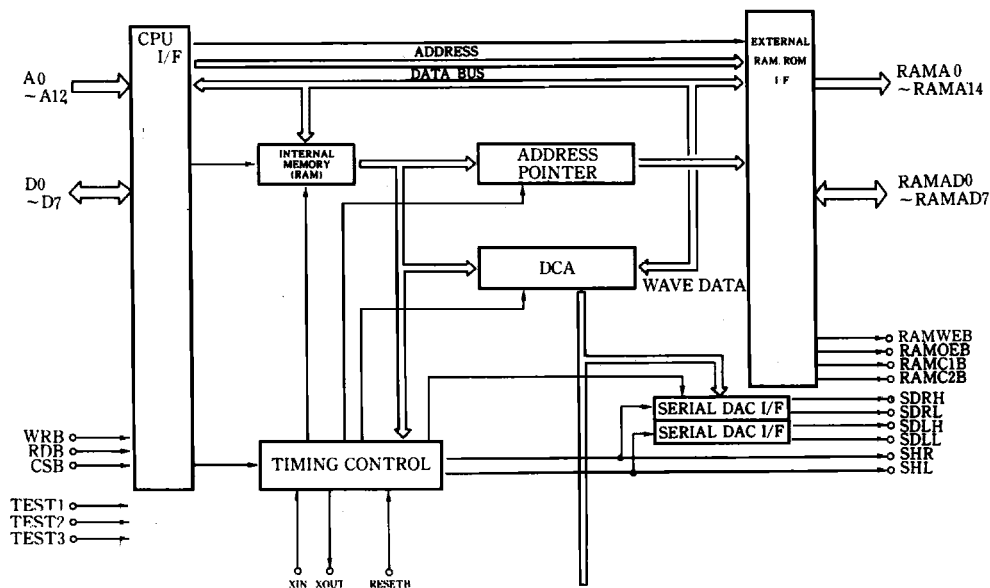 CPU
I/F
A0
~A12
D0
~D7
WRB
RDB
CSB
TEST1
TEST2
TEST3
ADDRESS
DATA BUS
INTERNAL
MEMORY
(RAM)
ADDRESS
POINTER
DCA
WAVE DATA
TIMING CONTROL
XIN
XOUT
RESETB
SERIAL DAC I/F
SERIAL DAC I/F
EXTERNAL
RAM. ROM
I/F
RAMA0
~RAMA14
RAMAD0
~RAMAD7
RAMWEB
RAMOEB
RAMC1B
RAMC2B
SDRH
SDRL
SDLH
SDLL
SHR
SHL